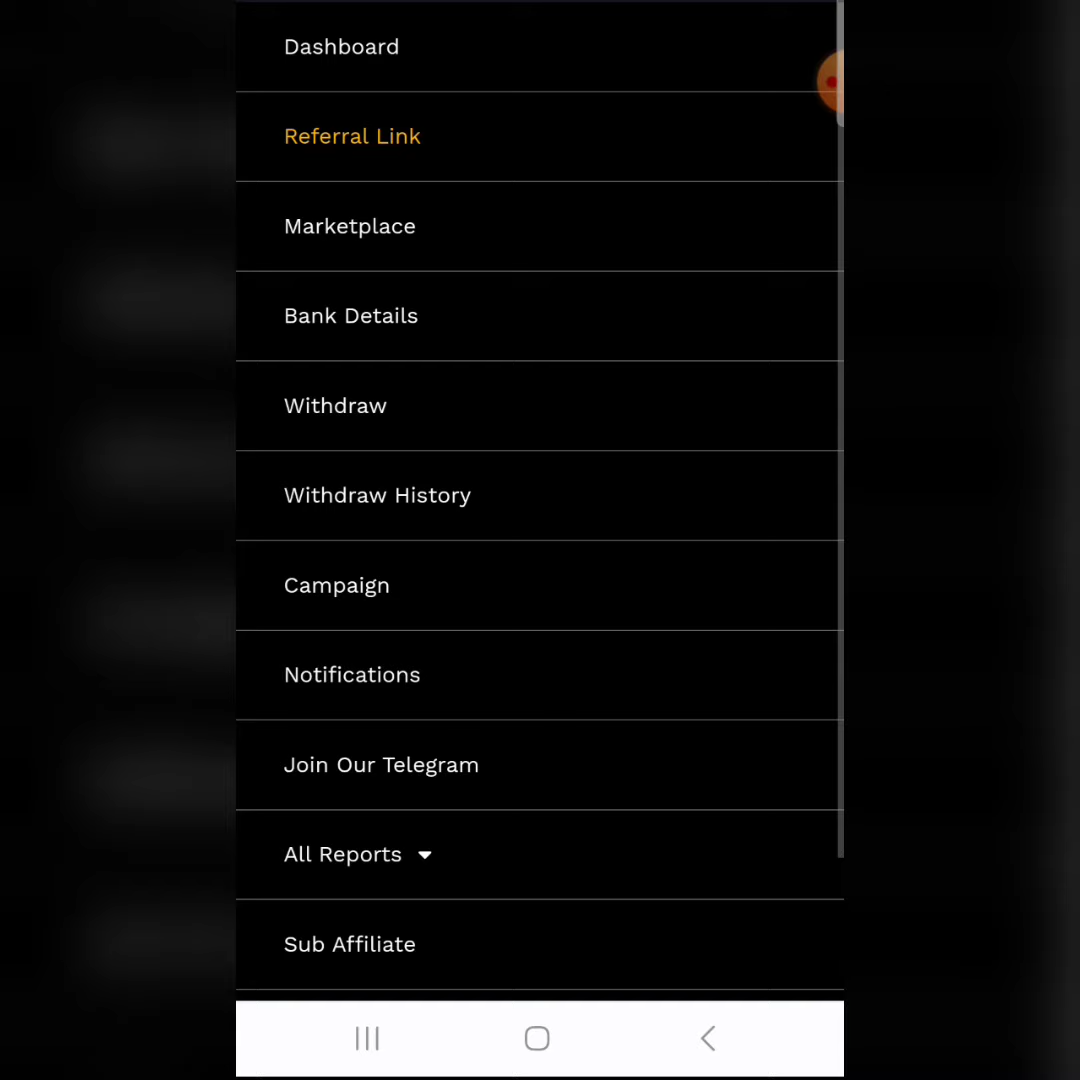 Dashboard
Referral Link
Marketplace
Bank Details
Withdraw
Withdraw History
Campaign
Notifications
Join Our Telegram
All Reports
Sub Affiliate